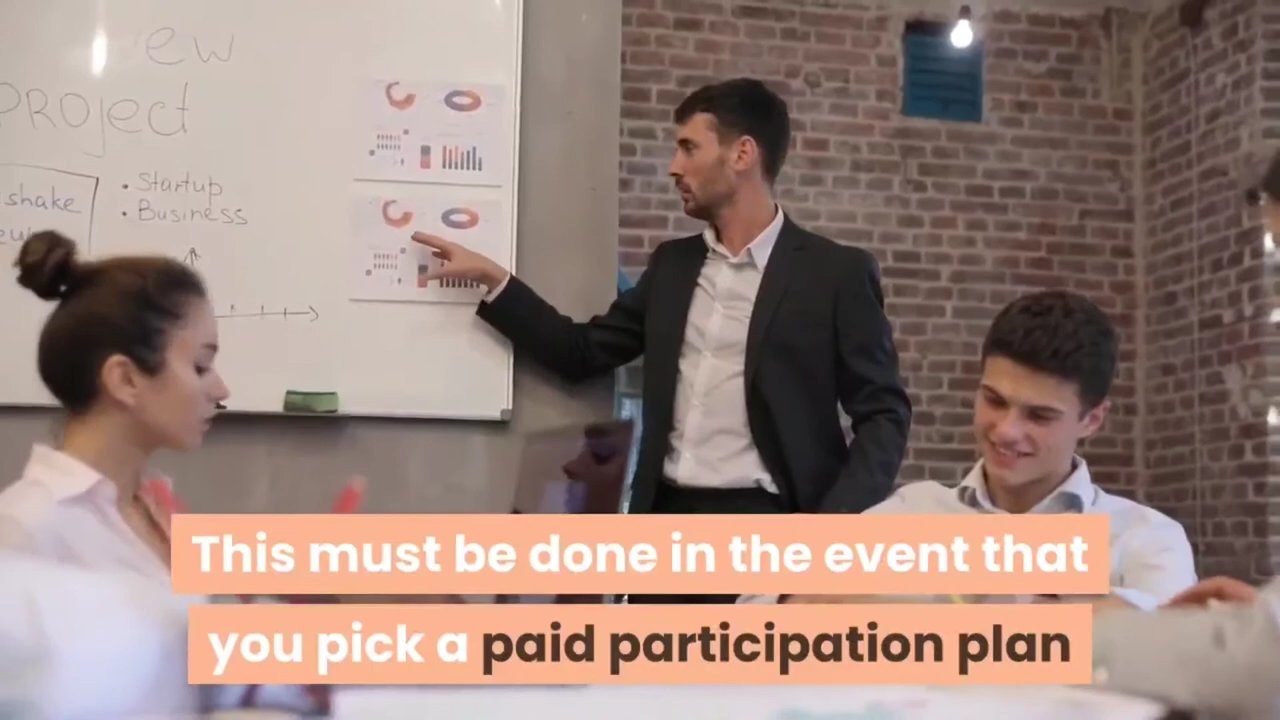 ew
PROject
shake
• Startup
• Business
This must be done in the event that
you pick a paid participation plan